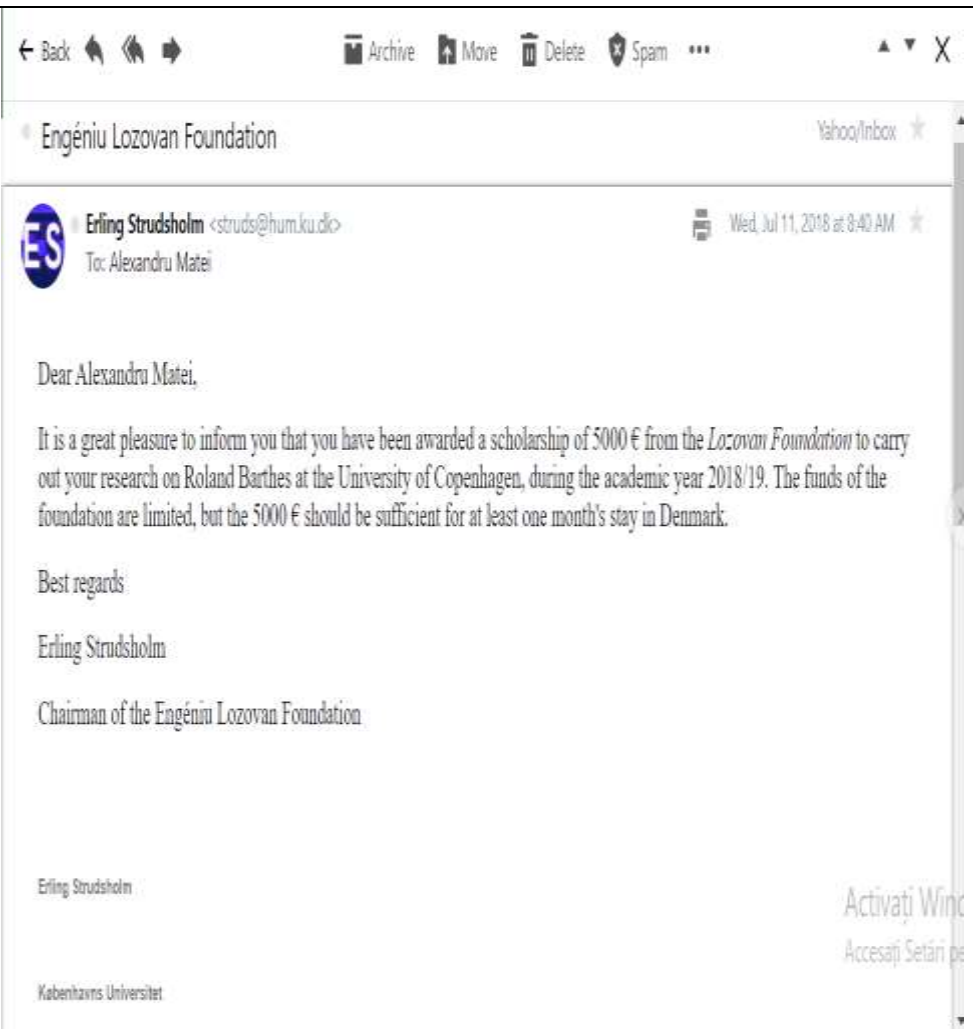 Back Archive Move Delete Spam
Engéniu Lozovan Foundation Yahoo/Inbox
ES Erling Strudsholm <struds@hum.ku.dk> Wed, Jul 11, 2018 at 8:40 AM
To: Alexandru Matei
Dear Alexandru Matei,
It is a great pleasure to inform you that you have been awarded a scholarship of 5000 € from the Lozovan Foundation to carry
out your research on Roland Barthes at the University of Copenhagen, during the academic year 2018/19. The funds of the
foundation are limited, but the 5000 € should be sufficient for at least one month's stay in Denmark.
Best regards
Erling Strudsholm
Chairman of the Engéniu Lozovan Foundation
Erling Strudsholm
Activați Winc
Accesați Setări pe
Københavns Universitet